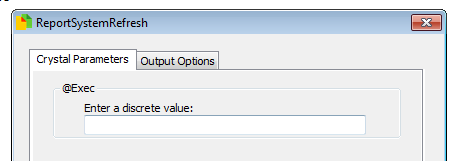 ReportSystemRefresh
Crystal Parameters Output Options
@Exec
Enter a discrete value: